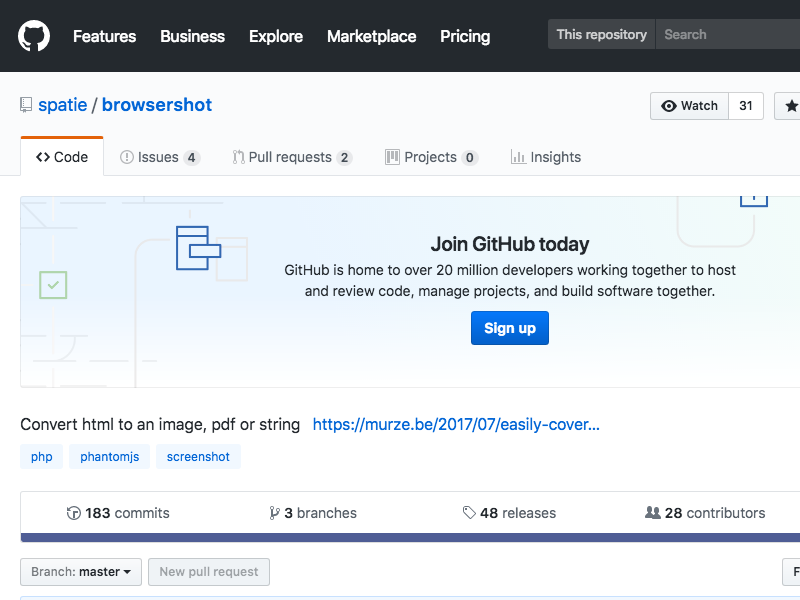 Features Business Explore Marketplace Pricing This repository Search
spatie / browsershot Watch 31
Code Issues 4 Pull requests 2 Projects 0 Insights
Join GitHub today
GitHub is home to over 20 million developers working together to host
and review code, manage projects, and build software together.
Sign up
Convert html to an image, pdf or string https://murze.be/2017/07/easily-cover...
php phantomjs screenshot
183 commits 3 branches 48 releases 28 contributors
Branch: master New pull request F